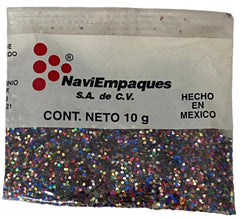 ®
NaviEmpaques
S.A. de C.V.
HECHO
EN
MEXICO
CONT. NETO 10 g